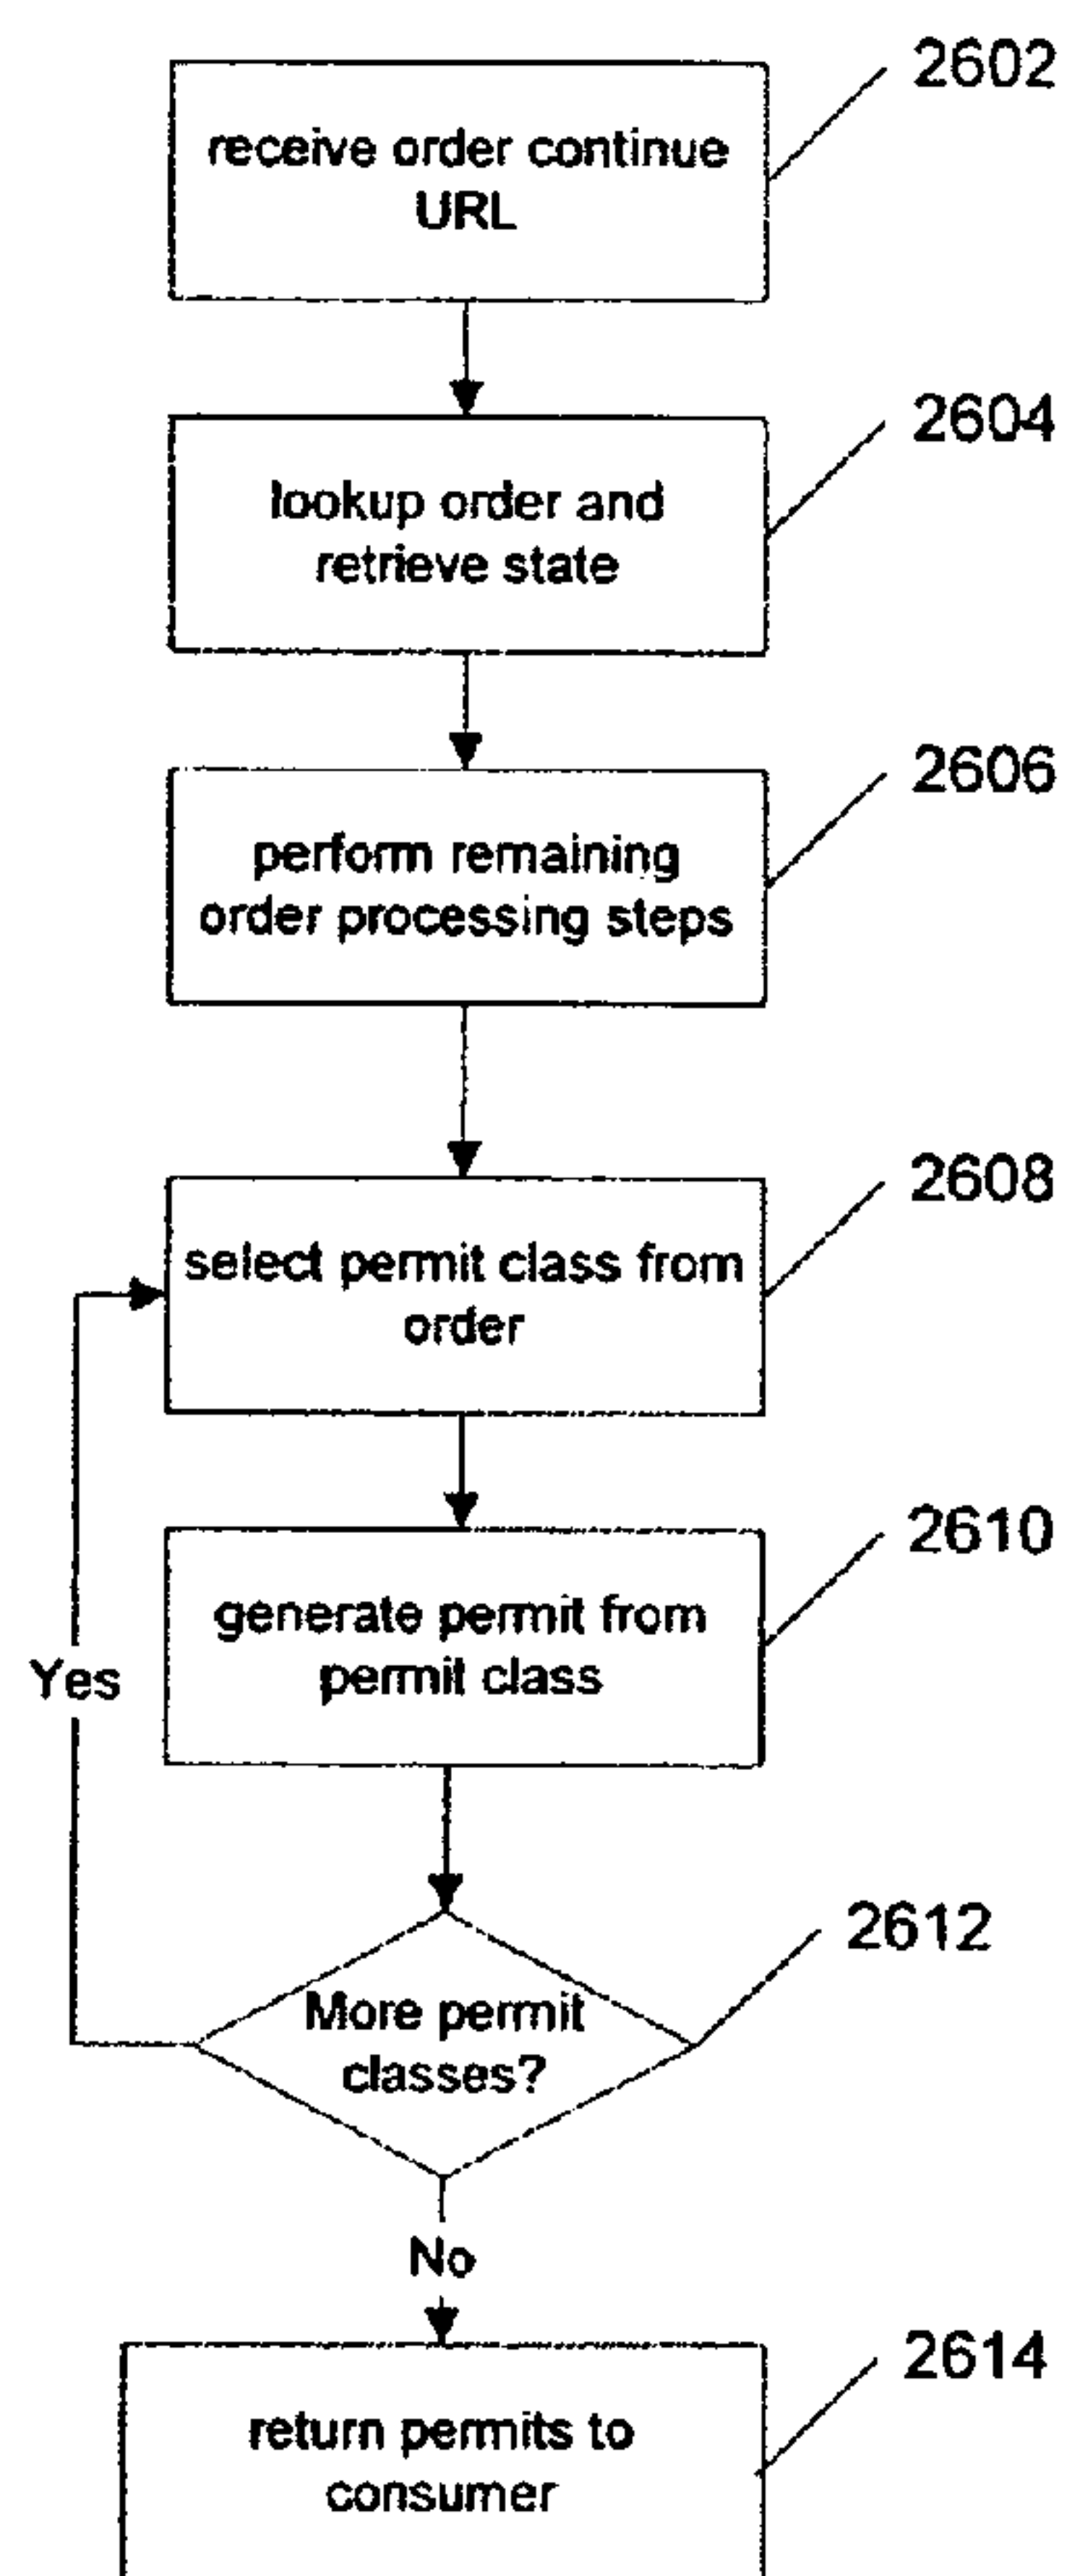 2602
receive order continue
URL
2604
lookup order and
retrieve state
2606
perform remaining
order processing steps
2608
select permit class from
order
2610
generate permit from
permit class
Yes
2612
More permit
classes?
No
2614
return permits to
consumer